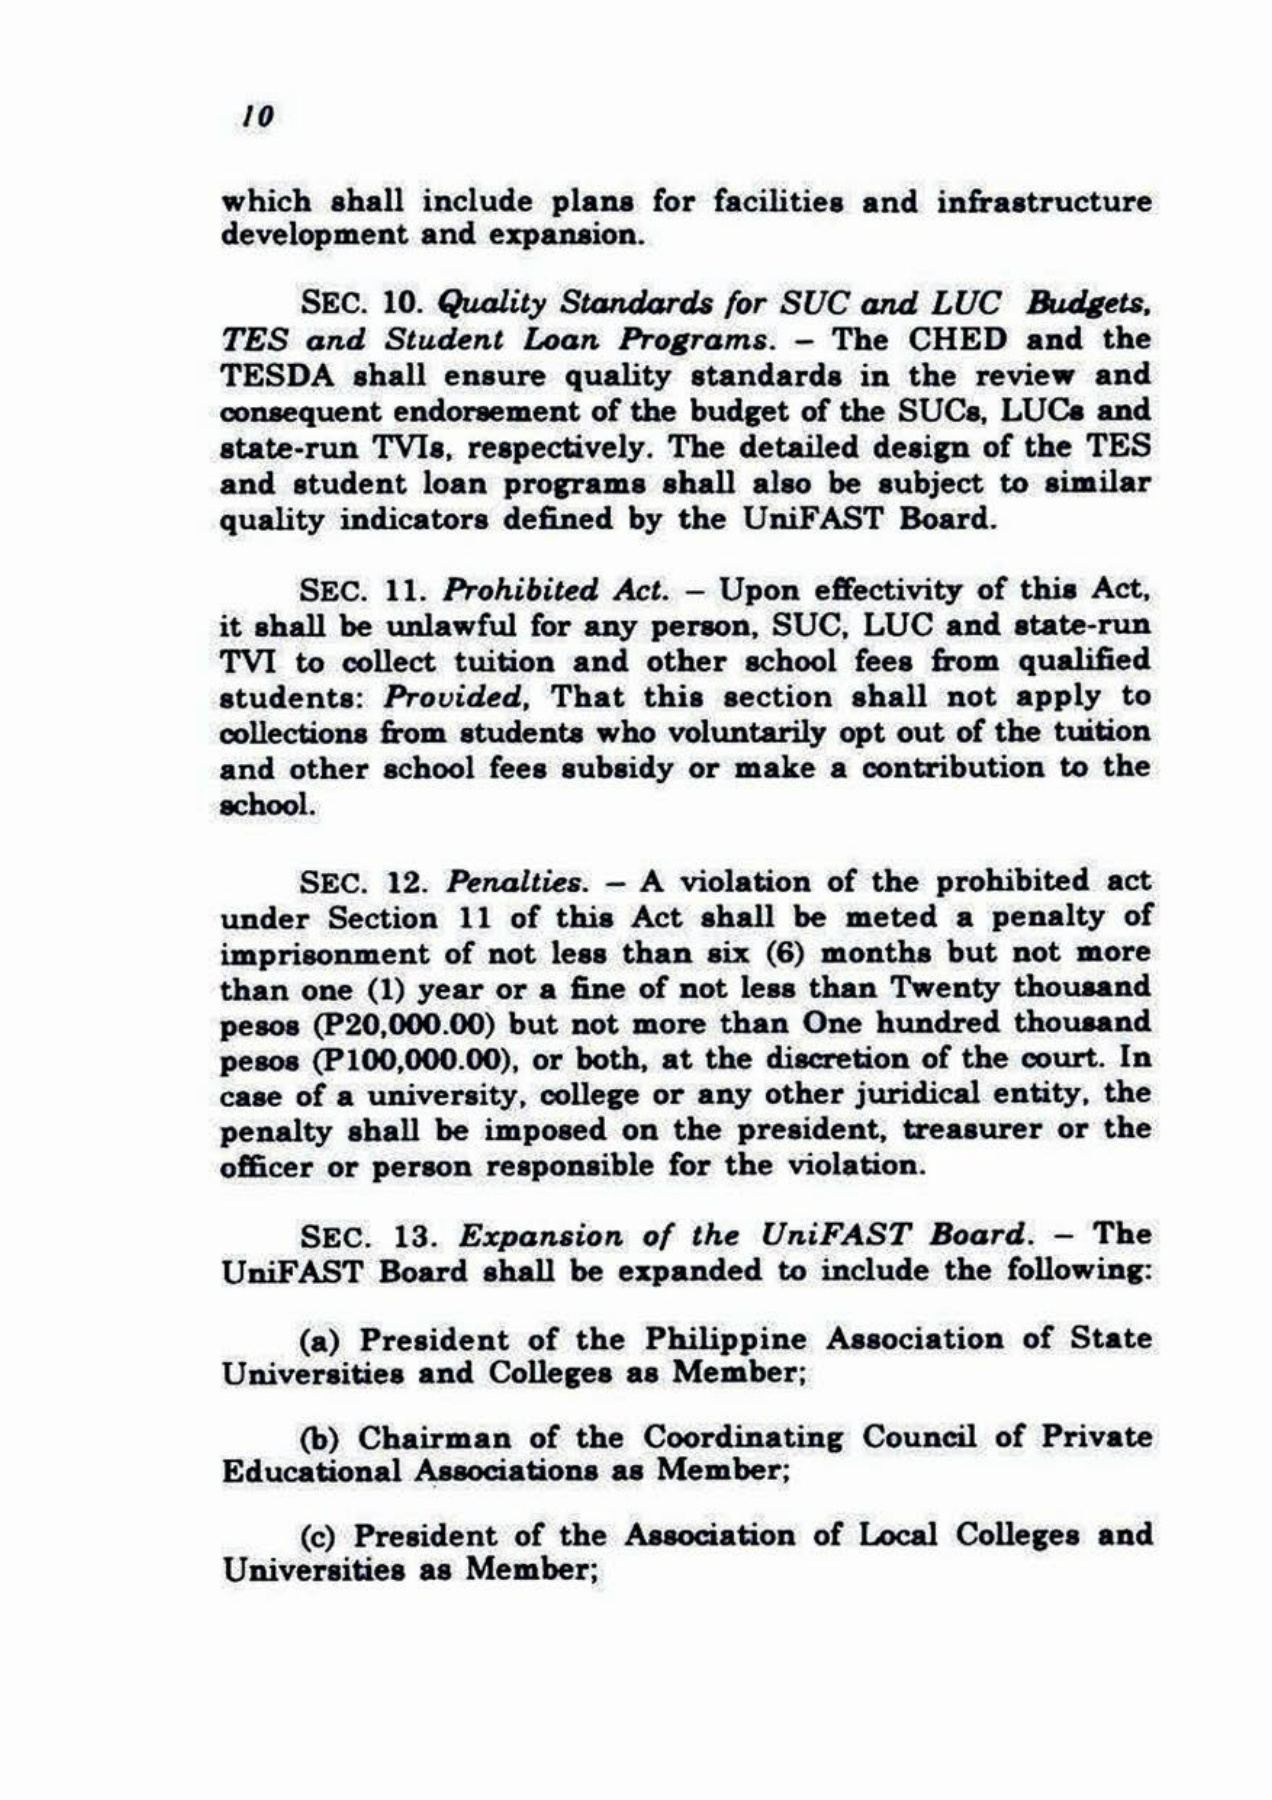 10
which shall include plans for facilities and infrastructure
development and expansion.
SEC. 10. Quality Standards for SUC and LUC Budgets,
TES and Student Loan Programs. – The CHED and the
TESDA shall ensure quality standards in the review and
consequent endorsement of the budget of the SUCs, LUCs and
state-run TVIs, respectively. The detailed design of the TES
and student loan programs shall also be subject to similar
quality indicators defined by the UniFAST Board.
SEC. 11. Prohibited Act. – Upon effectivity of this Act,
it shall be unlawful for any person, SUC, LUC and state-run
TVI to collect tuition and other school fees from qualified
students: Provided, That this section shall not apply to
collections from students who voluntarily opt out of the tuition
and other school fees subsidy or make a contribution to the
school.
SEC. 12. Penalties. – A violation of the prohibited act
under Section 11 of this Act shall be meted a penalty of
imprisonment of not less than six (6) months but not more
than one (1) year or a fine of not less than Twenty thousand
pesos (P20,000.00) but not more than One hundred thousand
pesos (P100,000.00), or both, at the discretion of the court. In
case of a university, college or any other juridical entity, the
penalty shall be imposed on the president, treasurer or the
officer or person responsible for the violation.
SEC. 13. Expansion of the UniFAST Board. – The
UniFAST Board shall be expanded to include the following:
(a) President of the Philippine Association of State
Universities and Colleges as Member;
(b) Chairman of the Coordinating Council of Private
Educational Associations as Member;
(c) President of the Association of Local Colleges and
Universities as Member;